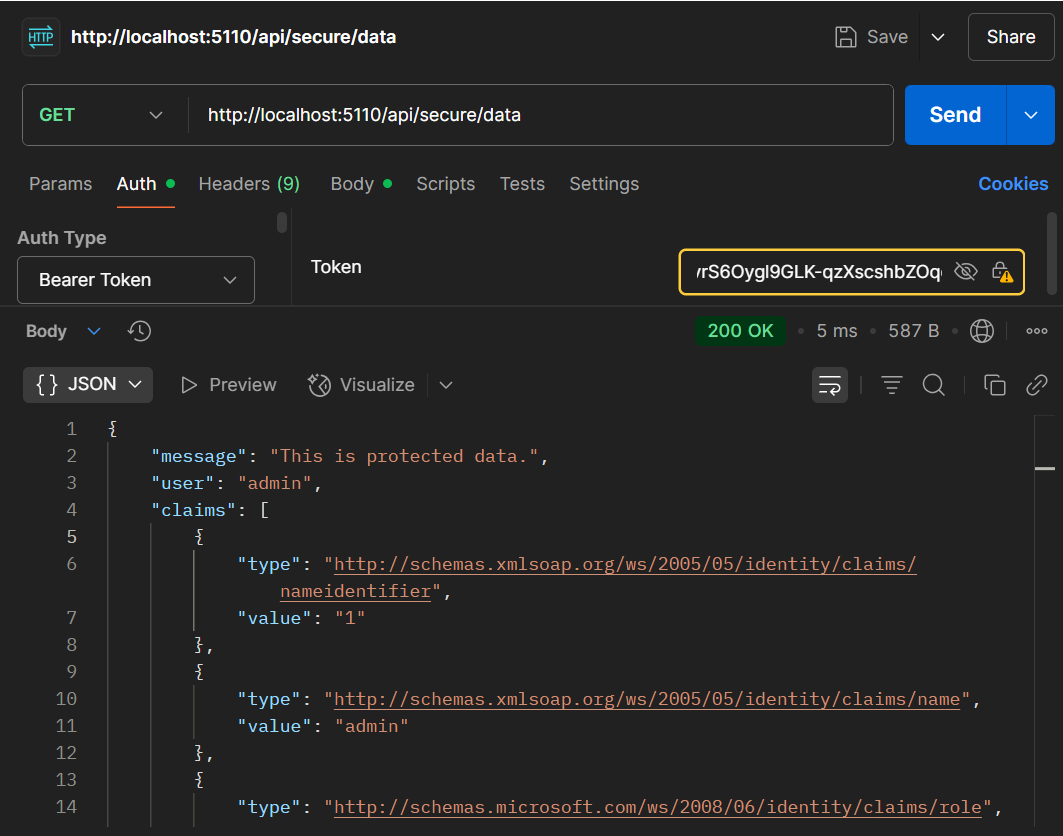 HTTP http://localhost:5110/api/secure/data Save Share
GET http://localhost:5110/api/secure/data Send
Params Auth Headers (9) Body Scripts Tests Settings Cookies
Auth Type
Bearer Token
Token
rS6Oygl9GLK-qzXscshbZOq
Body 200 OK • 5 ms • 587 B •
{} JSON Preview Visualize
1 {
2 "message": "This is protected data.",
3 "user": "admin",
4 "claims": [
5 {
6 "type": "http://schemas.xmlsoap.org/ws/2005/05/identity/claims/
nameidentifier",
7 "value": "1"
8 },
9 {
10 "type": "http://schemas.xmlsoap.org/ws/2005/05/identity/claims/name",
11 "value": "admin"
12 },
13 {
14 "type": "http://schemas.microsoft.com/ws/2008/06/identity/claims/role",